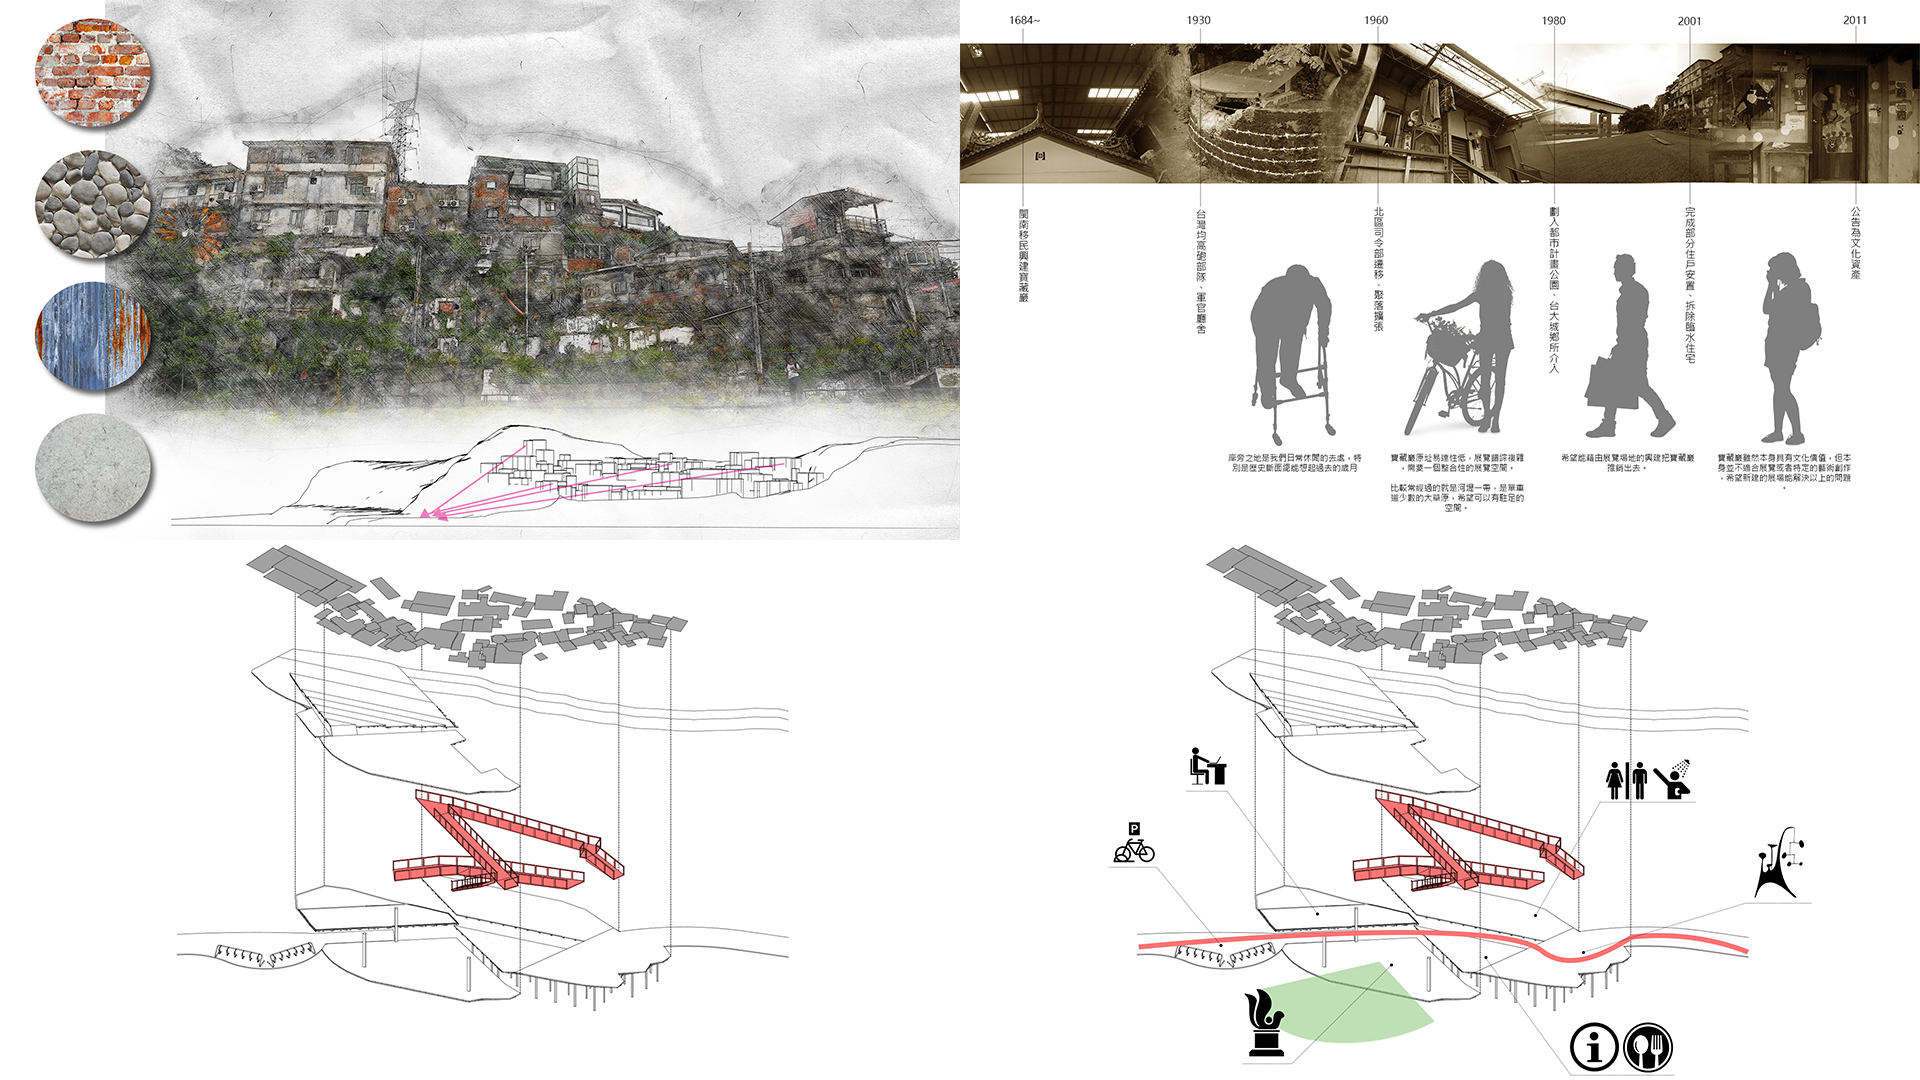 1684~
1930
1960
1980
2001
2011
閩南移民興建寶藏巖
台灣均高砲部隊、軍官廳舍
北區司令部遷移、聚落擴張
劃入都市計畫公園、台大城鄉所介入
完成部分住戶安置、拆除臨水住宅
公告為文化資產
岸旁之地是我們日常休閒的去處，特
別是歷史斷面總能想起過去的歲月
寶藏巖原址易達性低，展覽錯綜複雜
，需要一個整合性的展覽空間。
比較常經過的就是河堤一帶，是單車
道少數的大草原，希望可以有駐足的
空間。
希望能藉由展覽場地的興建把寶藏巖
推銷出去。
寶藏巖雖然本身具有文化價值，但本
身並不適合展覽或者特定的藝術創作
，希望新建的展場能解決以上的問題
。
P
i